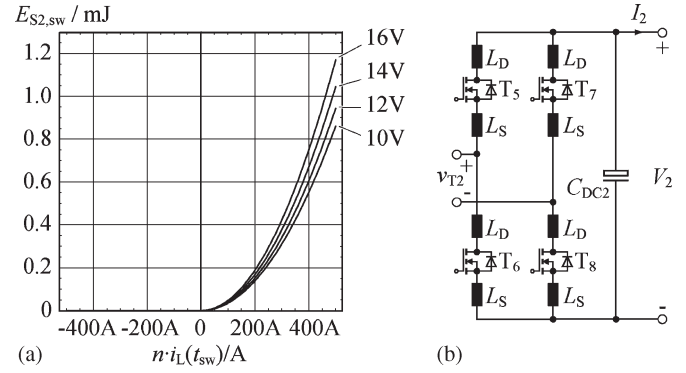 E_S2,sw / mJ
1.2
1.0
0.8
0.6
0.4
0.2
0
16V
14V
12V
10V
-400A -200A 0 200A 400A
n·i_L(t_sw)/A
(a)
I_2
+
L_D L_D
T_5 T_7
L_S L_S
+
v_T2
-
C_DC2
V_2
L_D L_D
T_6 T_8
L_S L_S
-
(b)